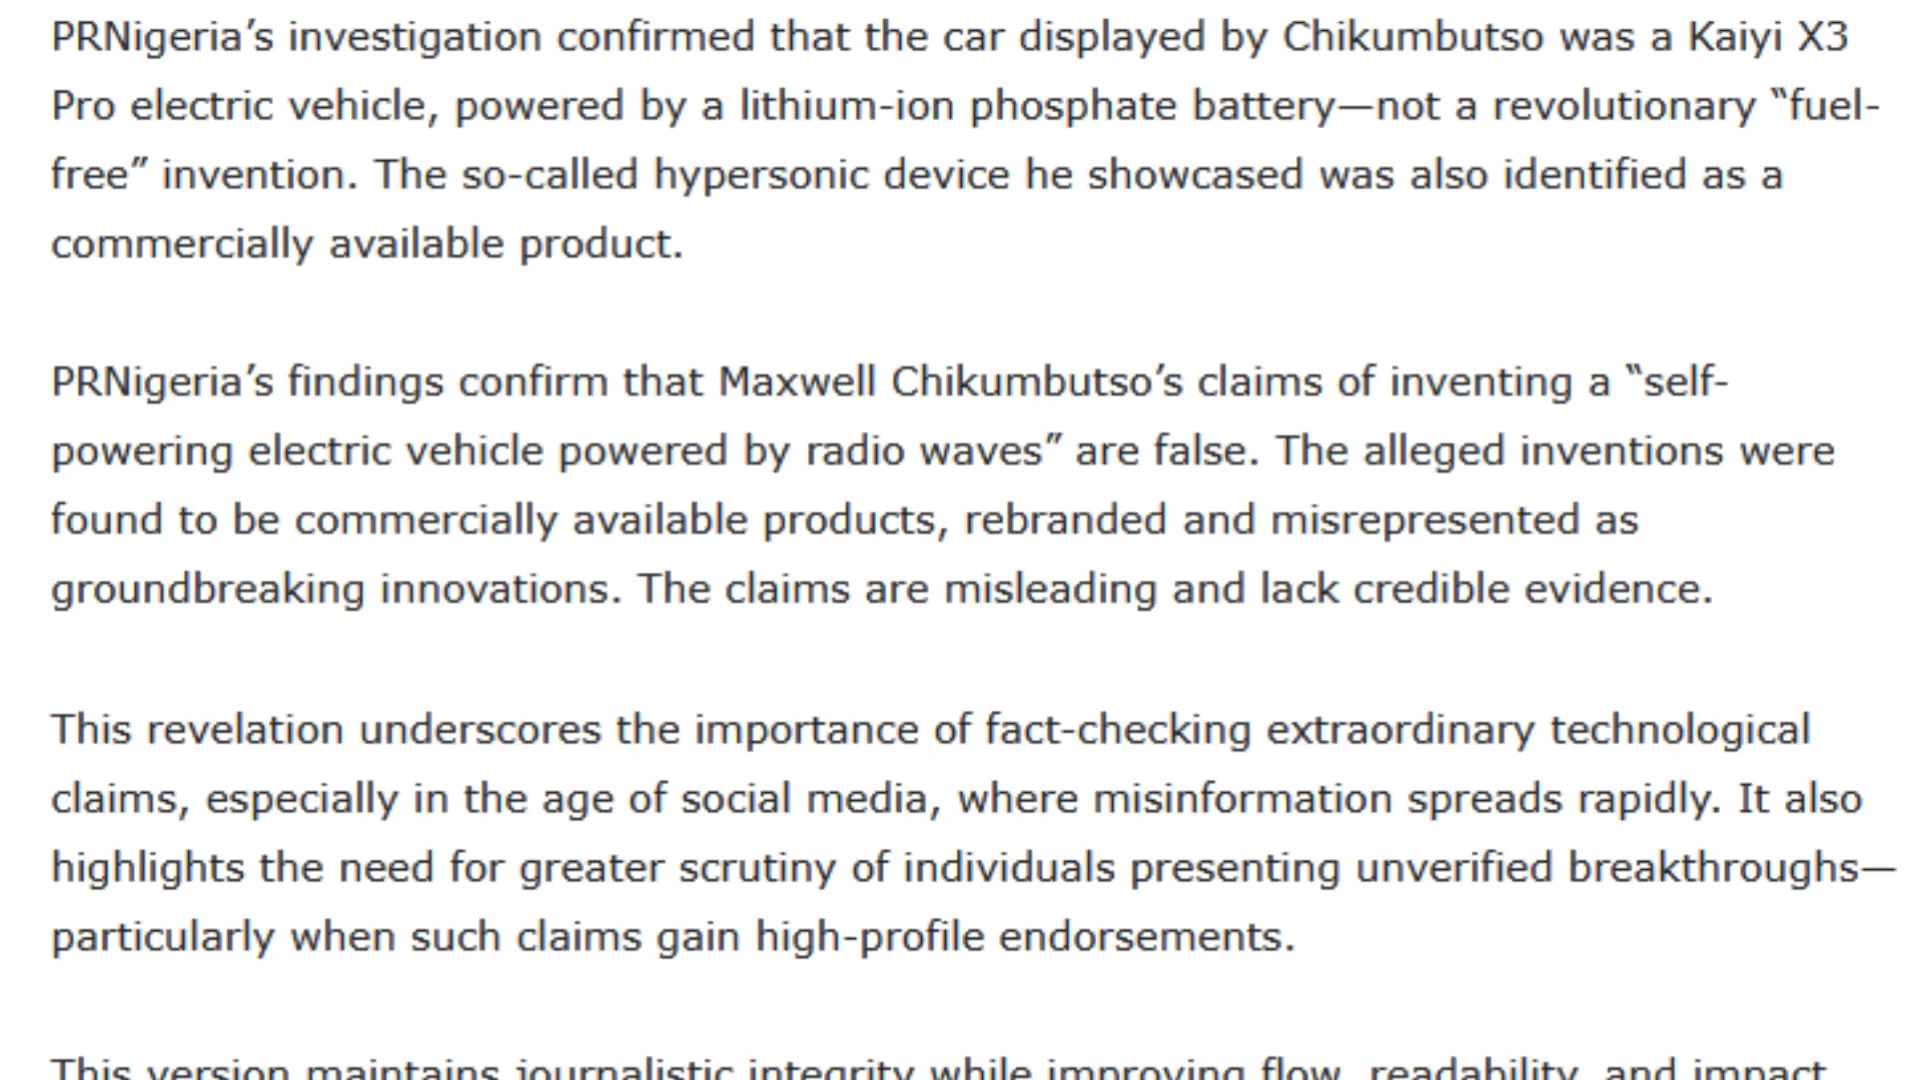 PRNigeria’s investigation confirmed that the car displayed by Chikumbutso was a Kaiyi X3
Pro electric vehicle, powered by a lithium-ion phosphate battery—not a revolutionary “fuel-
free” invention. The so-called hypersonic device he showcased was also identified as a
commercially available product.
PRNigeria’s findings confirm that Maxwell Chikumbutso’s claims of inventing a “self-
powering electric vehicle powered by radio waves” are false. The alleged inventions were
found to be commercially available products, rebranded and misrepresented as
groundbreaking innovations. The claims are misleading and lack credible evidence.
This revelation underscores the importance of fact-checking extraordinary technological
claims, especially in the age of social media, where misinformation spreads rapidly. It also
highlights the need for greater scrutiny of individuals presenting unverified breakthroughs—
particularly when such claims gain high-profile endorsements.
This version maintains journalistic integrity while improving flow, readability, and impact.